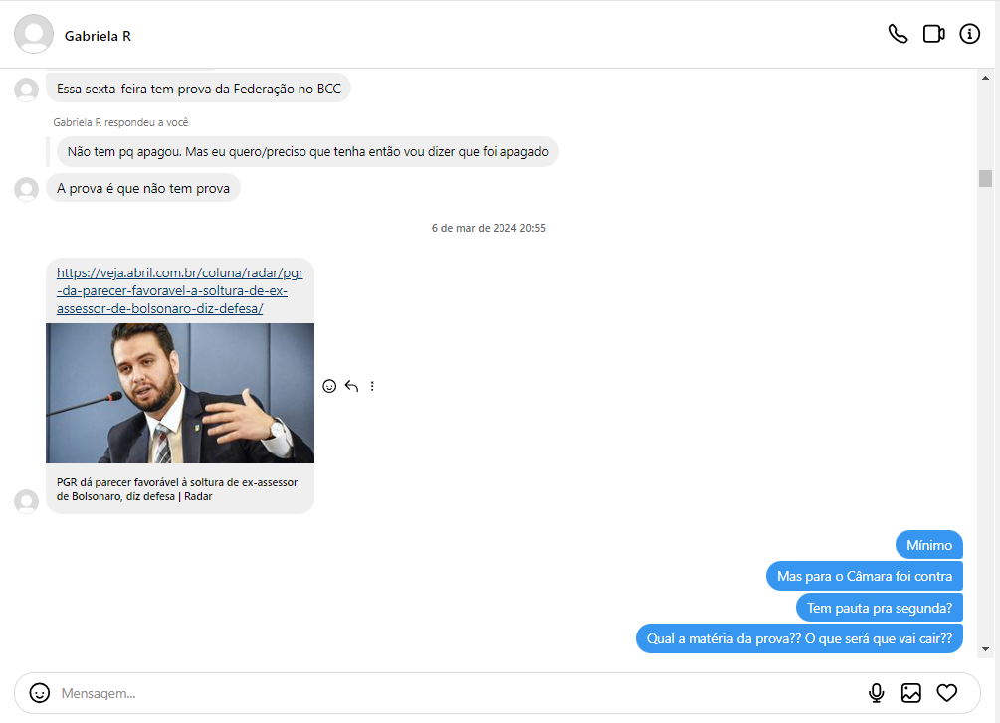 Gabriela R
Essa sexta-feira tem prova da Federação no BCC
Gabriela R respondeu a você
Não tem pq apagou. Mas eu quero/preciso que tenha então vou dizer que foi apagado
A prova é que não tem prova
6 de mar de 2024 20:55
https://veja.abril.com.br/coluna/radar/pgr
-da-parecer-favoravel-a-soltura-de-ex-
assessor-de-bolsonaro-diz-defesa/
PGR dá parecer favorável à soltura de ex-assessor
de Bolsonaro, diz defesa | Radar
Mínimo
Mas para o Câmara foi contra
Tem pauta pra segunda?
Qual a matéria da prova?? O que será que vai cair??
Mensagem...